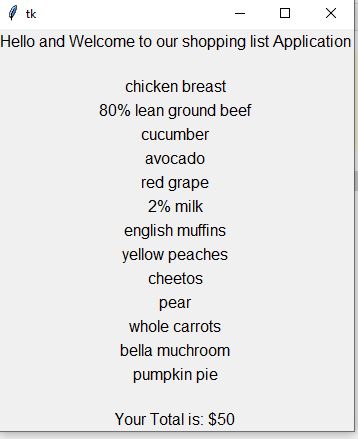 tk
Hello and Welcome to our shopping list Application
chicken breast
80% lean ground beef
cucumber
avocado
red grape
2% milk
english muffins
yellow peaches
cheetos
pear
whole carrots
bella muchroom
pumpkin pie
Your Total is: $50